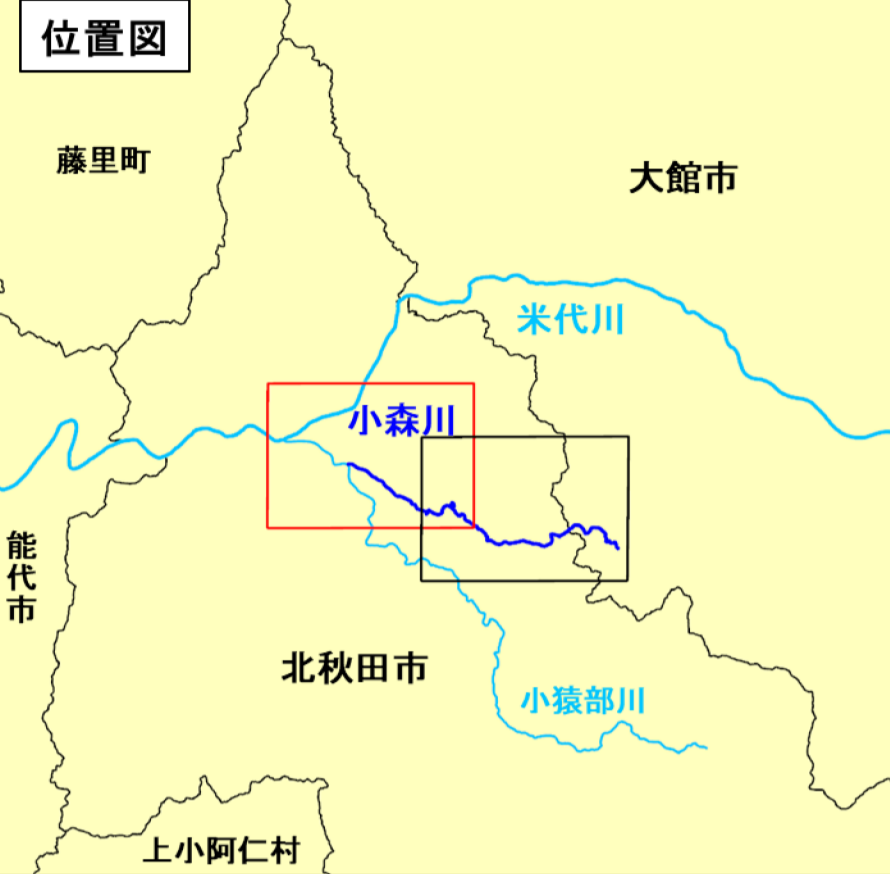 位置図
藤里町
大館市
米代川
小森川
能代市
北秋田市
小猿部川
上小阿仁村